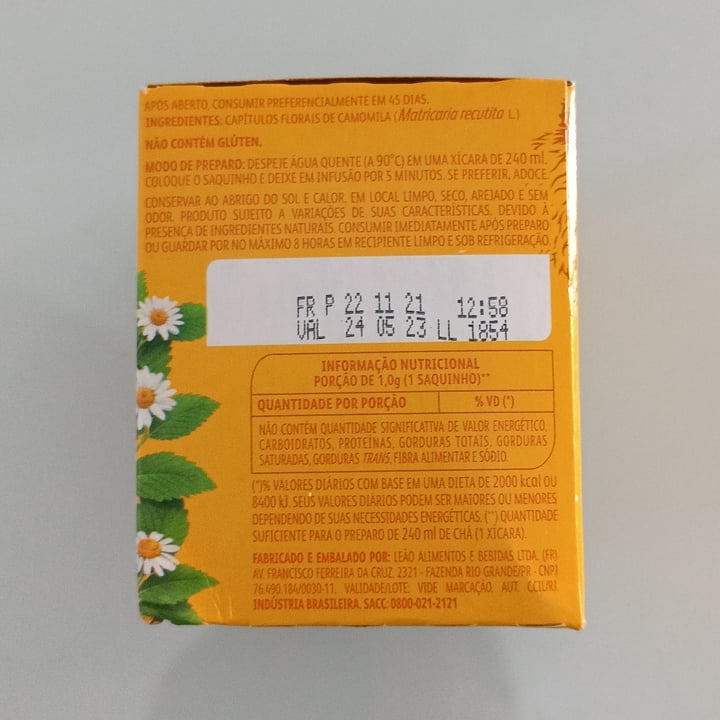 APÓS ABERTO, CONSUMIR PREFERENCIALMENTE EM 45 DIAS.
INGREDIENTES: CAPÍTULOS FLORAIS DE CAMOMILA (Matricaria recutita L.)
NÃO CONTÉM GLÚTEN.
MODO DE PREPARO: DESPEJE ÁGUA QUENTE (A 90°C) EM UMA XÍCARA DE 240 ml.
COLOQUE O SAQUINHO E DEIXE EM INFUSÃO POR 5 MINUTOS. SE PREFERIR, ADOCE.
CONSERVAR AO ABRIGO DO SOL E CALOR, EM LOCAL LIMPO, SECO, AREJADO E SEM
ODOR. PRODUTO SUJEITO A VARIAÇÕES DE SUAS CARACTERÍSTICAS, DEVIDO À
PRESENÇA DE INGREDIENTES NATURAIS. CONSUMIR IMEDIATAMENTE APÓS PREPARO
OU GUARDAR POR NO MÁXIMO 8 HORAS EM RECIPIENTE LIMPO E SOB REFRIGERAÇÃO.
FR P 22 11 21 12:58
VAL 24 05 23 LL 1854
INFORMAÇÃO NUTRICIONAL
PORÇÃO DE 1,0g (1 SAQUINHO)**
QUANTIDADE POR PORÇÃO % VD (*)
NÃO CONTÉM QUANTIDADE SIGNIFICATIVA DE VALOR ENERGÉTICO,
CARBOIDRATOS, PROTEÍNAS, GORDURAS TOTAIS, GORDURAS
SATURADAS, GORDURAS TRANS, FIBRA ALIMENTAR E SÓDIO.
(*)% VALORES DIÁRIOS COM BASE EM UMA DIETA DE 2000 kcal OU
8400 kJ. SEUS VALORES DIÁRIOS PODEM SER MAIORES OU MENORES
DEPENDENDO DE SUAS NECESSIDADES ENERGÉTICAS. (**) QUANTIDADE
SUFICIENTE PARA O PREPARO DE 240 ml DE CHÁ (1 XÍCARA).
FABRICADO E EMBALADO POR: LEÃO ALIMENTOS E BEBIDAS LTDA. (FR)
AV. FRANCISCO FERREIRA DA CRUZ, 2321 - FAZENDA RIO GRANDE/PR - CNPJ
76.490.184/0030-11. VALIDADE/LOTE: VIDE MARCAÇÃO. AUT. CCTL/RJ.
INDÚSTRIA BRASILEIRA. SACC: 0800-021-2121